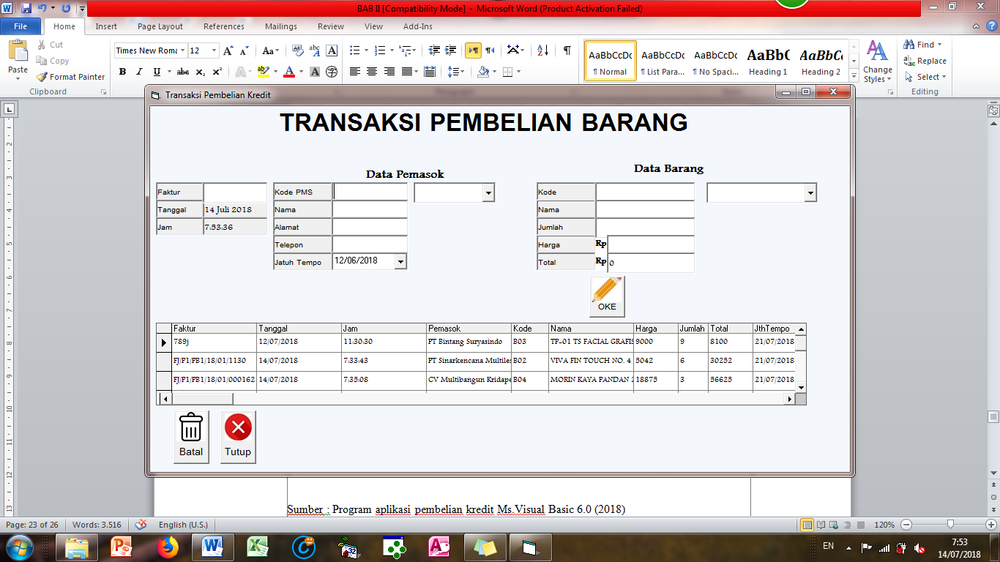 BAB II [Compatibility Mode] - Microsoft Word (Product Activation Failed)
File Home Insert Page Layout References Mailings Review View Add-Ins
Paste
Cut
Copy
Format Painter
Clipboard
Times New Roma 12
AaBbCcDc AaBbCcDc AaBbCcDc AaBbC AaBbCc
¶ Normal ¶ List Para... ¶ No Spaci... Heading 1 Heading 2
Change Styles
Find
Replace
Select
Editing
Transaksi Pembelian Kredit
TRANSAKSI PEMBELIAN BARANG
Data Pemasok
Data Barang
Faktur
Tanggal 14 Juli 2018
Jam 7:53:36
Kode PMS
Nama
Alamat
Telepon
Jatuh Tempo 12/06/2018
Kode
Nama
Jumlah
Harga Rp
Total Rp 0
OKE
Faktur Tanggal Jam Pemasok Kode Nama Harga Jumlah Total JthTempo
789j 12/07/2018 11:30:30 PT Bintang Suryasindo B03 TP-01 TS FACIAL GRAFIS 9000 9 8100 21/07/2018
FJ/P1/PB1/18/01/1130 14/07/2018 7:33:43 PT Sinarkencana Multiles B02 VIVA FIN TOUCH NO. 4 5042 6 30252 21/07/2018
FJ/P1/FB1/18/01/000162 14/07/2018 7:35:08 CV Multibangun Kridape B04 MORIN KAYA PANDAN 18875 3 56625 21/07/2018
Batal Tutup
Sumber : Program aplikasi pembelian kredit Ms.Visual Basic 6.0 (2018)
Page: 23 of 26 Words: 3.516 English (U.S.) 120%
EN 7:53
14/07/2018